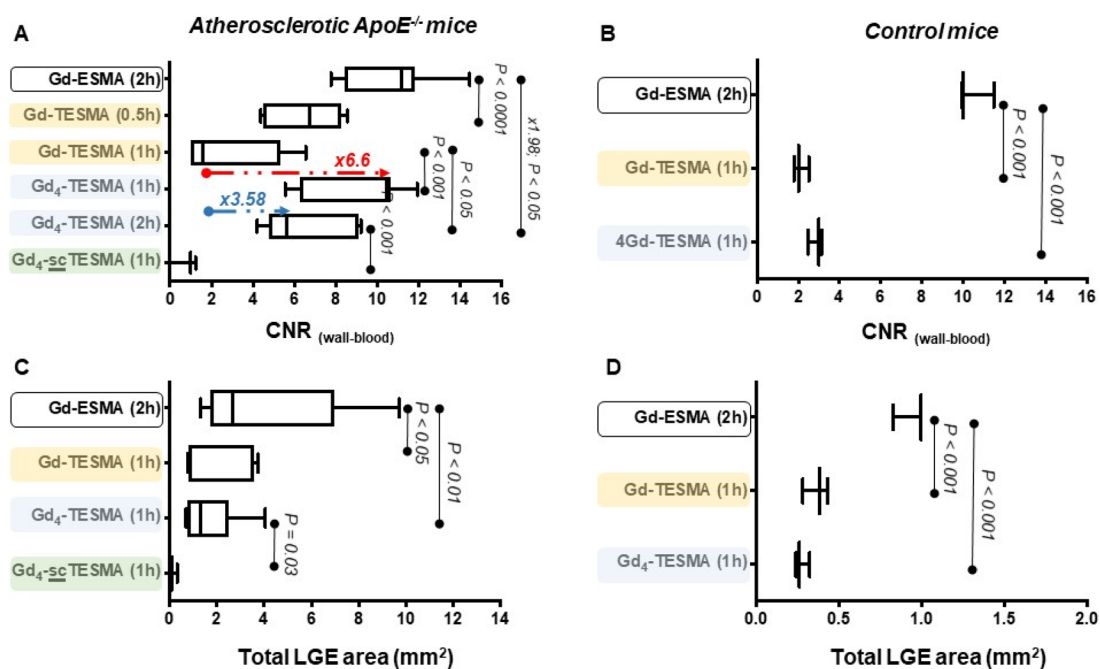 Atherosclerotic ApoE-/- mice
Control mice
A
Gd-ESMA (2h)
Gd-TESMA (0.5h)
Gd-TESMA (1h)
Gd4-TESMA (1h)
Gd4-TESMA (2h)
Gd4-scTESMA (1h)
x6.6
x3.58
P < 0.0001
x1.98; P < 0.05
P < 0.001
P < 0.05
< 0.001
0 2 4 6 8 10 12 14 16
CNR (wall-blood)
B
Gd-ESMA (2h)
Gd-TESMA (1h)
4Gd-TESMA (1h)
P < 0.001
P < 0.001
0 2 4 6 8 10 12 14 16
CNR (wall-blood)
C
Gd-ESMA (2h)
Gd-TESMA (1h)
Gd4-TESMA (1h)
Gd4-scTESMA (1h)
P < 0.05
P < 0.01
P = 0.03
0 2 4 6 8 10 12 14
Total LGE area (mm²)
D
Gd-ESMA (2h)
Gd-TESMA (1h)
Gd4-TESMA (1h)
P < 0.001
P < 0.001
0.0 0.5 1.0 1.5 2.0
Total LGE area (mm²)